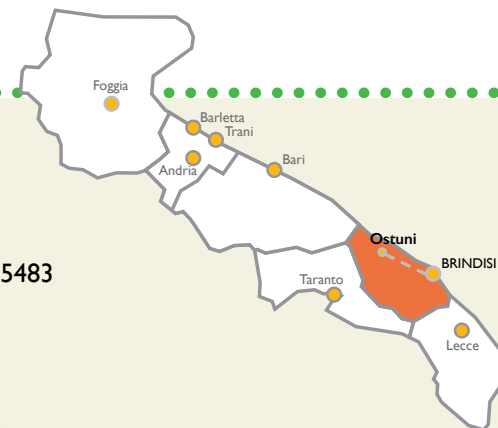 Foggia
Barletta
Trani
Andria
Bari
Ostuni
BRINDISI
5483
Taranto
Lecce